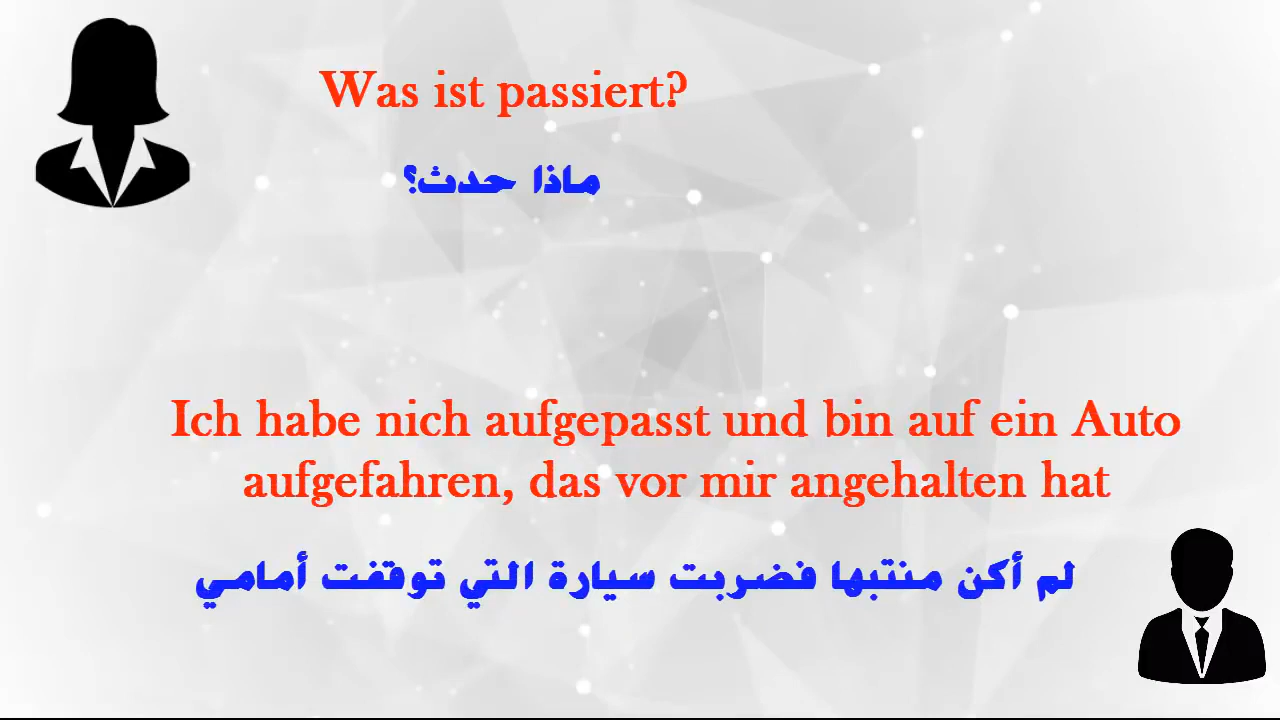 Was ist passiert?
ماذا حدث؟
Ich habe nich aufgepasst und bin auf ein Auto
aufgefahren, das vor mir angehalten hat
لم أكن منتبها فضربت سيارة التي توقفت أمامي